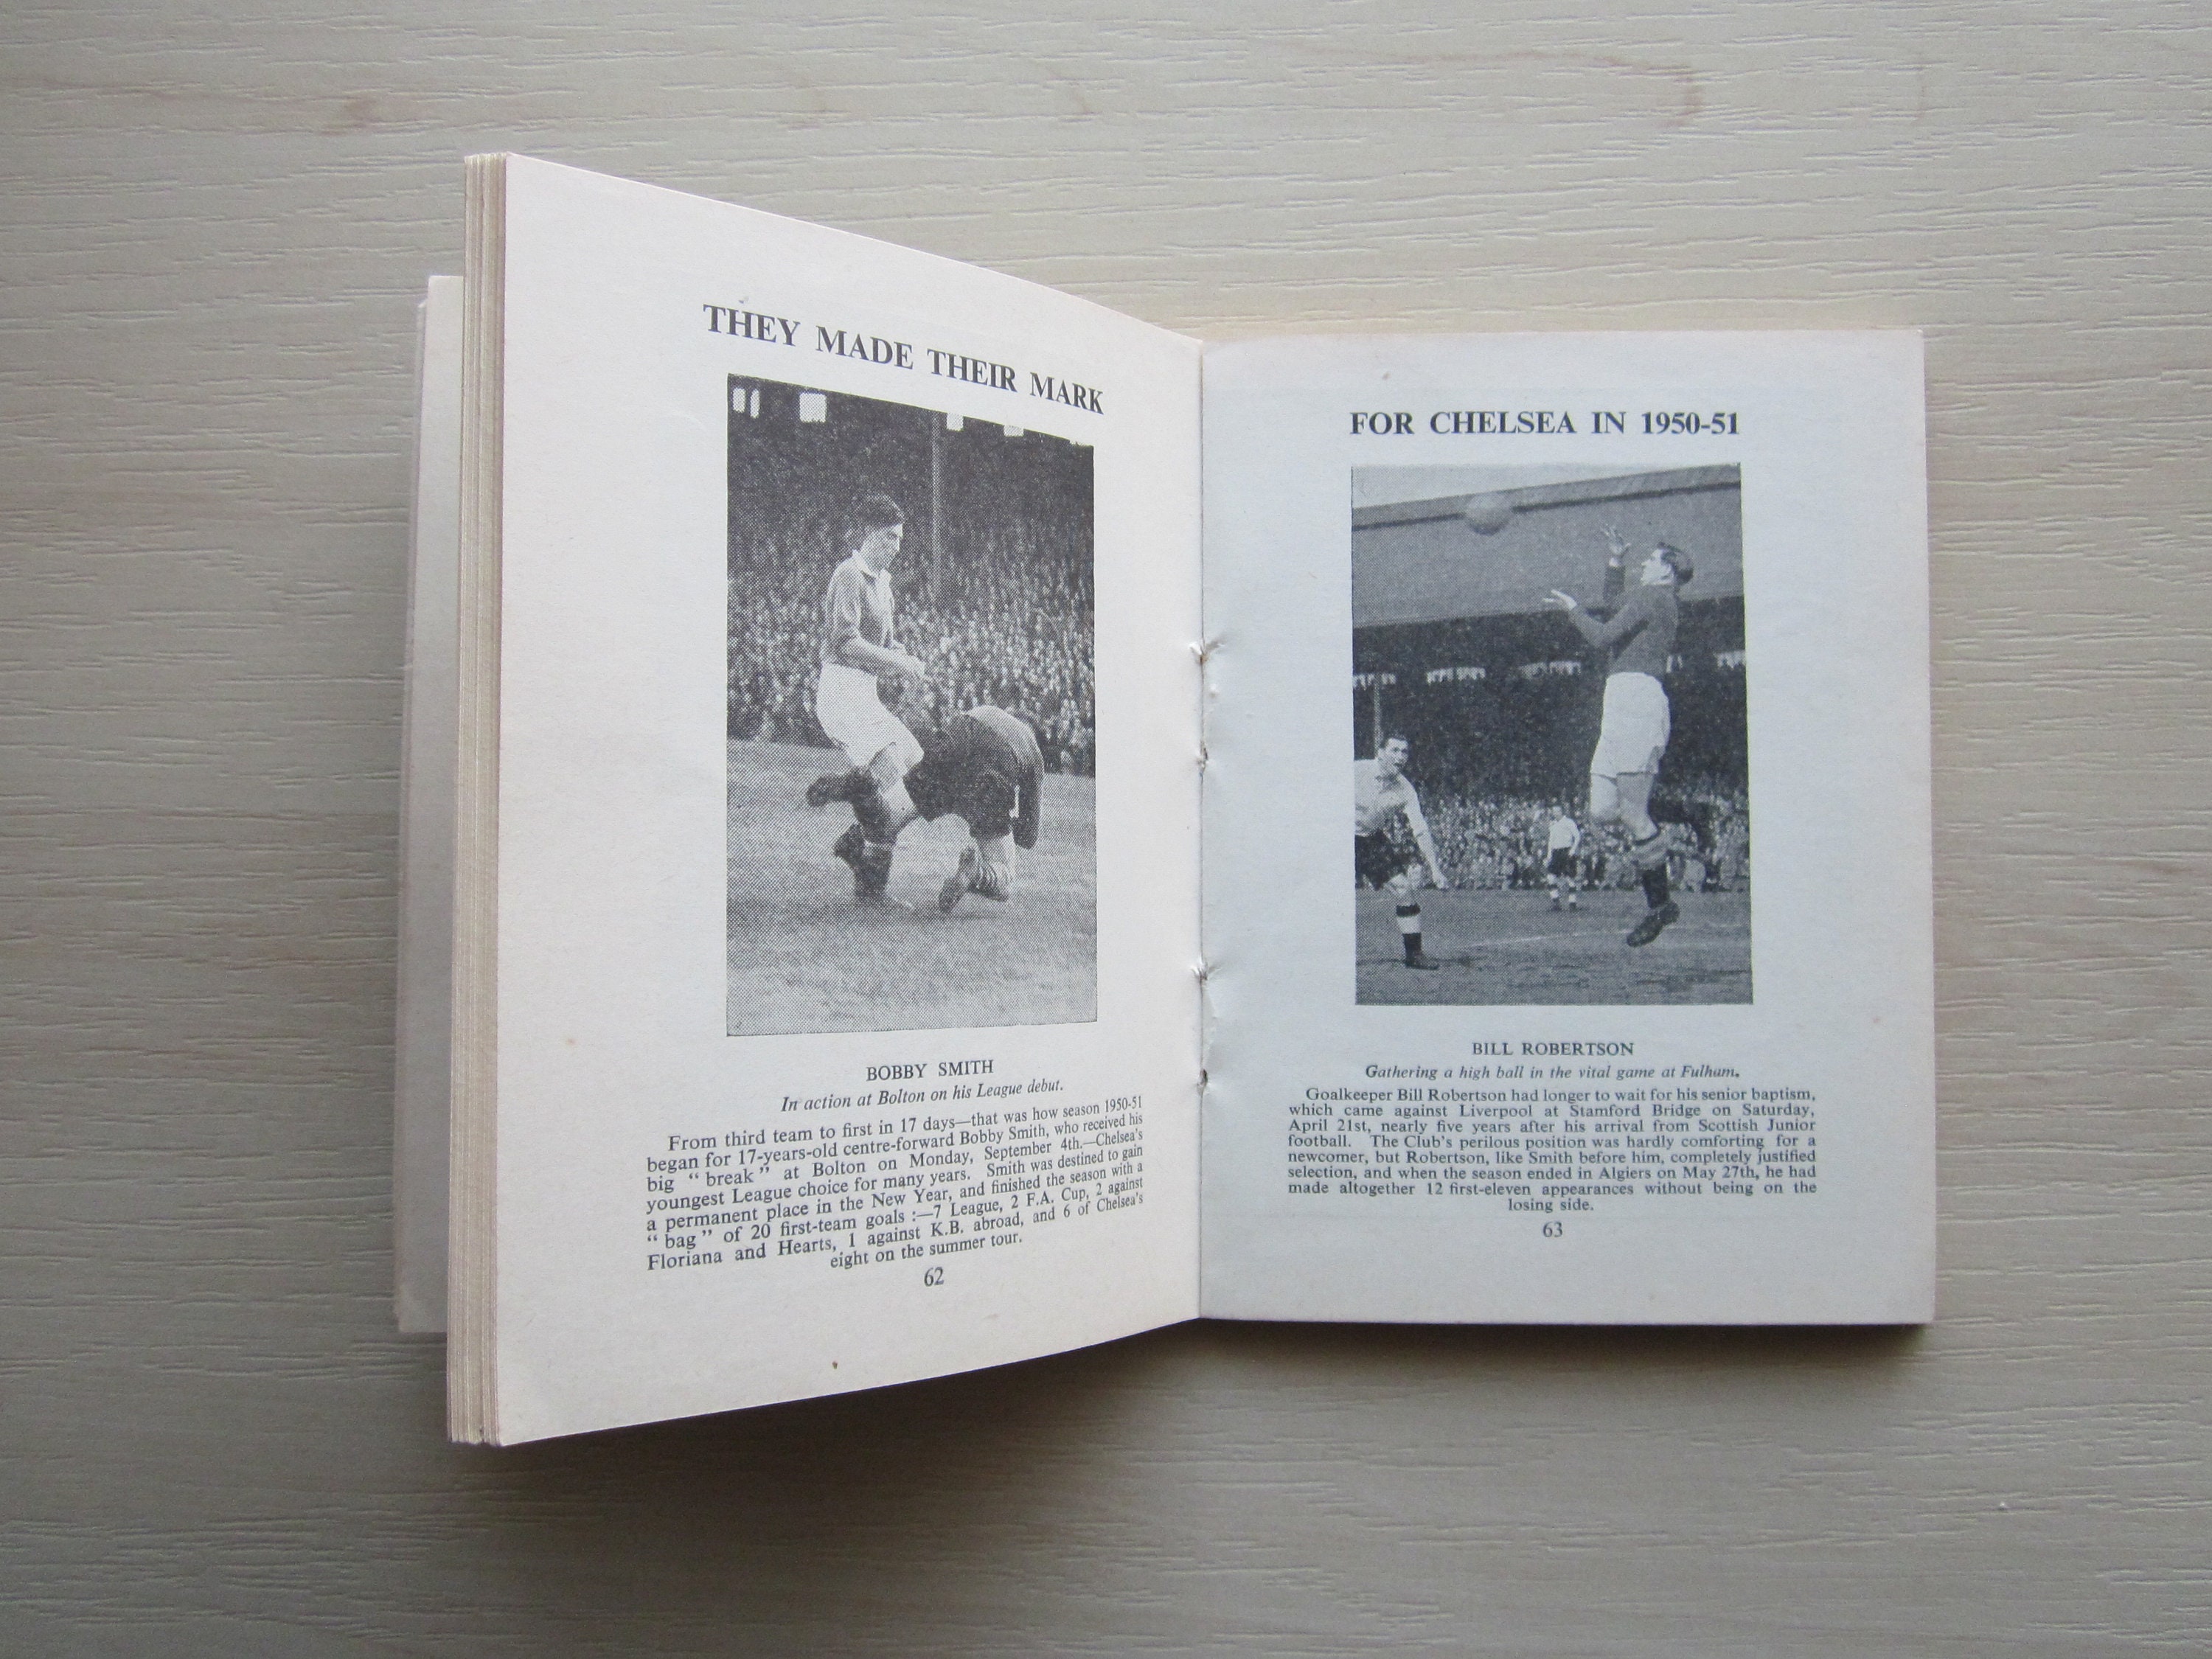 THEY MADE THEIR MARK
BOBBY SMITH
In action at Bolton on his League debut.
From third team to first in 17 days—that was how season 1950-51
began for 17-years-old centre-forward Bobby Smith, who received his
big “ break ” at Bolton on Monday, September 4th.—Chelsea's
youngest League choice for many years. Smith was destined to gain
a permanent place in the New Year, and finished the season with a
“ bag ” of 20 first-team goals :—7 League, 2 F.A. Cup, 2 against
Floriana and Hearts, 1 against K.B. abroad, and 6 of Chelsea's
eight on the summer tour.
62
FOR CHELSEA IN 1950-51
BILL ROBERTSON
Gathering a high ball in the vital game at Fulham.
Goalkeeper Bill Robertson had longer to wait for his senior baptism,
which came against Liverpool at Stamford Bridge on Saturday,
April 21st, nearly five years after his arrival from Scottish Junior
football. The Club's perilous position was hardly comforting for a
newcomer, but Robertson, like Smith before him, completely justified
selection, and when the season ended in Algiers on May 27th, he had
made altogether 12 first-eleven appearances without being on the
losing side.
63